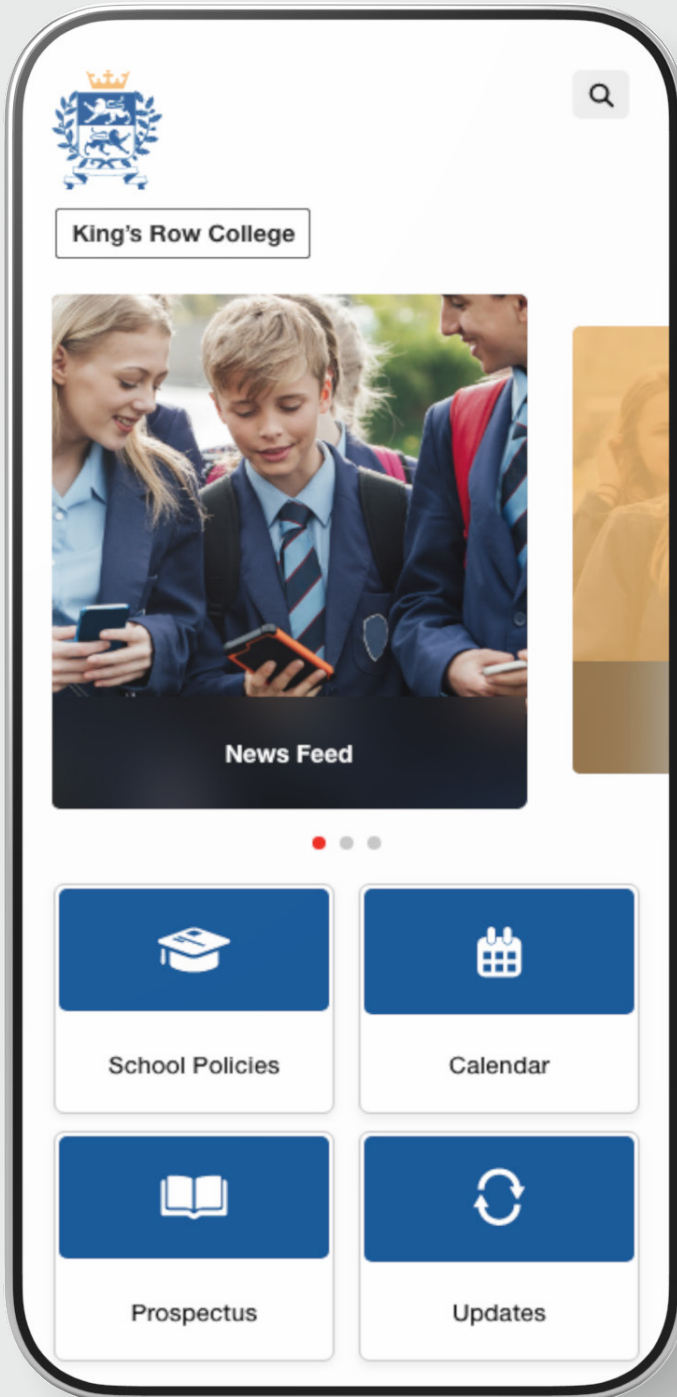 King's Row College
News Feed
School Policies
Calendar
Prospectus
Updates